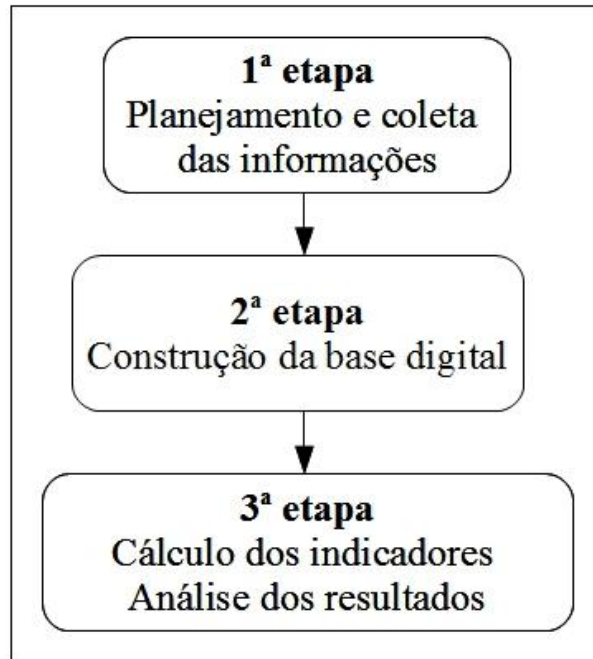 1ª etapa
Planejamento e coleta
das informações
2ª etapa
Construção da base digital
3ª etapa
Cálculo dos indicadores
Análise dos resultados